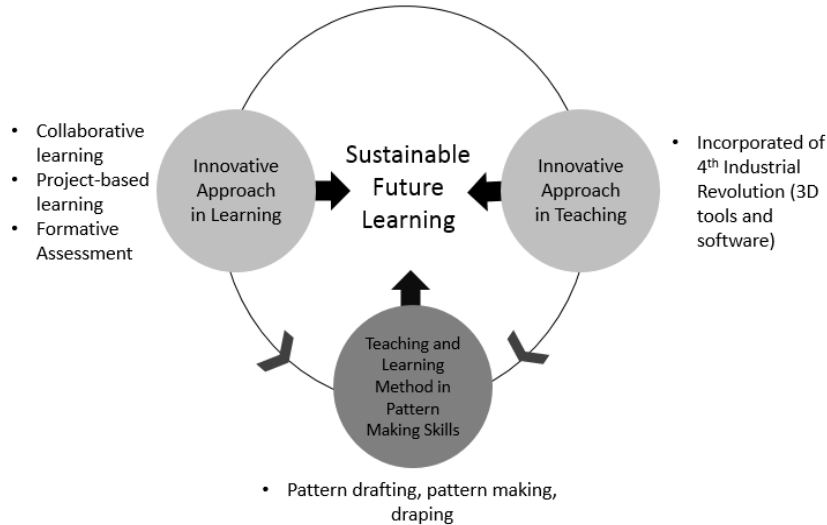 • Collaborative
learning
• Project-based
learning
• Formative
Assessment
Innovative
Approach
in Learning
Sustainable
Future
Learning
Innovative
Approach
in Teaching
• Incorporated of
4th Industrial
Revolution (3D
tools and
software)
Teaching and
Learning
Method in
Pattern
Making Skills
• Pattern drafting, pattern making,
draping